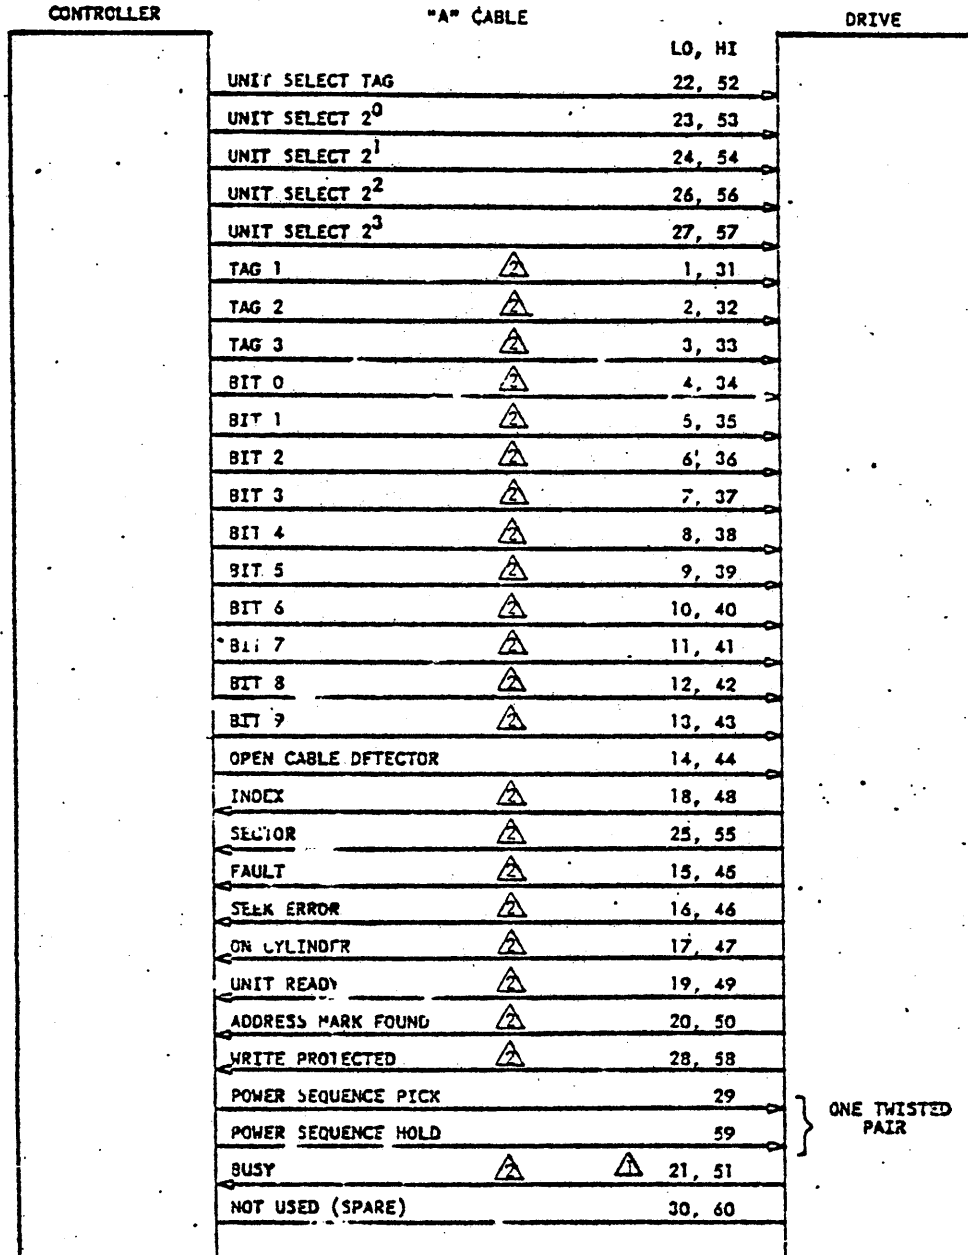 CONTROLLER "A" CABLE DRIVE
LO, HI
UNIT SELECT TAG 22, 52
UNIT SELECT 2⁰ 23, 53
UNIT SELECT 2¹ 24, 54
UNIT SELECT 2² 26, 56
UNIT SELECT 2³ 27, 57
TAG 1 2 1, 31
TAG 2 2 2, 32
TAG 3 2 3, 33
BIT 0 2 4, 34
BIT 1 2 5, 35
BIT 2 2 6, 36
BIT 3 2 7, 37
BIT 4 2 8, 38
BIT 5 2 9, 39
BIT 6 2 10, 40
BIT 7 2 11, 41
BIT 8 2 12, 42
BIT 9 2 13, 43
OPEN CABLE DETECTOR 14, 44
INDEX 2 18, 48
SECTOR 2 25, 55
FAULT 2 15, 45
SEEK ERROR 2 16, 46
ON CYLINDER 2 17, 47
UNIT READY 2 19, 49
ADDRESS MARK FOUND 2 20, 50
WRITE PROTECTED 2 28, 58
POWER SEQUENCE PICK 29
POWER SEQUENCE HOLD 59
ONE TWISTED
PAIR
BUSY 2 1 21, 51
NOT USED (SPARE) 30, 60